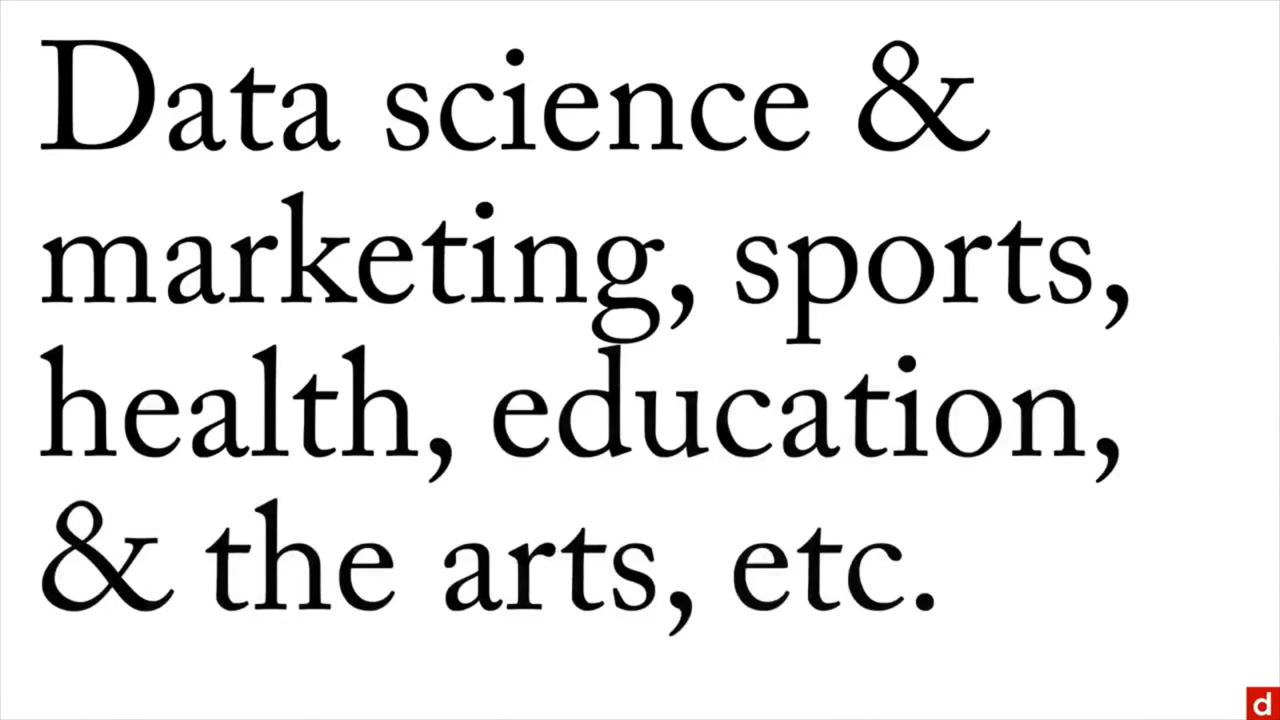 Data science &
marketing, sports,
health, education,
& the arts, etc.
d